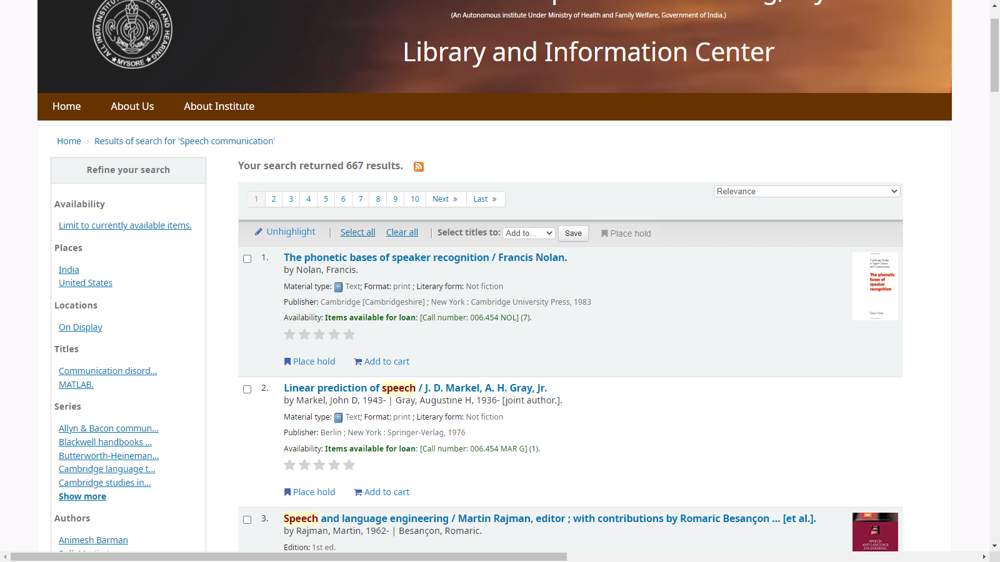 (An Autonomous institute Under Ministry of Health and Family Welfare, Government of India.)
Library and Information Center
MYSORE
Home About Us About Institute
Home › Results of search for 'Speech communication'
Refine your search
Availability
Limit to currently available items.
Places
India
United States
Locations
On Display
Titles
Communication disord...
MATLAB.
Series
Allyn & Bacon commun...
Blackwell handbooks ...
Butterworth-Heineman...
Cambridge language t...
Cambridge studies in...
Show more
Authors
Animesh Barman
Your search returned 667 results.
1 2 3 4 5 6 7 8 9 10 Next » Last »
Relevance
Unhighlight | Select all Clear all | Select titles to: Add to... Save Place hold
1. The phonetic bases of speaker recognition / Francis Nolan.
by Nolan, Francis.
Material type: Text; Format: print ; Literary form: Not fiction
Publisher: Cambridge [Cambridgeshire] ; New York : Cambridge University Press, 1983
Availability: Items available for loan: [Call number: 006.454 NOL] (7).
Place hold Add to cart
The phonetic
bases of
speaker
recognition
2. Linear prediction of speech / J. D. Markel, A. H. Gray, Jr.
by Markel, John D, 1943- | Gray, Augustine H, 1936- [joint author.].
Material type: Text; Format: print ; Literary form: Not fiction
Publisher: Berlin ; New York : Springer-Verlag, 1976
Availability: Items available for loan: [Call number: 006.454 MAR G] (1).
Place hold Add to cart
3. Speech and language engineering / Martin Rajman, editor ; with contributions by Romaric Besançon ... [et al.].
by Rajman, Martin, 1962- | Besançon, Romaric.
Edition: 1st ed.
SPEECH
AND LANGUAGE
ENGINEERING